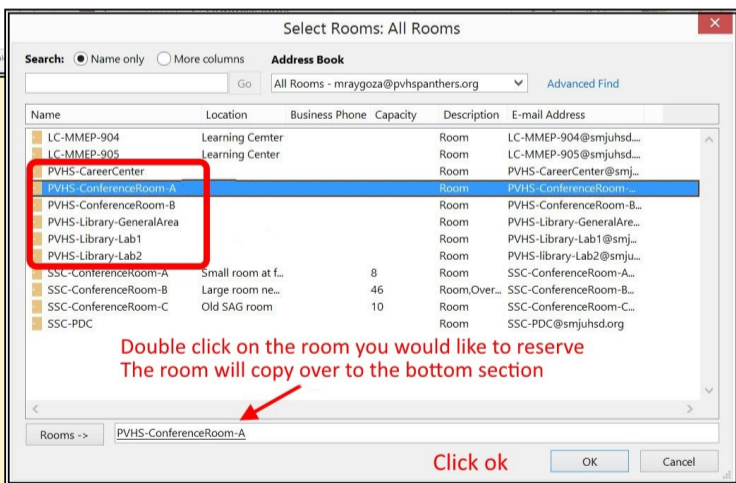 Select Rooms: All Rooms
Search: Name only More columns Address Book
Go All Rooms - mraygoza@pvhspanthers.org Advanced Find
Name Location Business Phone Capacity Description E-mail Address
LC-MMEP-904 Learning Cemter Room LC-MMEP-904@smjuhsd....
LC-MMEP-905 Learning Center Room LC-MMEP-905@smjuhsd....
PVHS-CareerCenter Room PVHS-CareerCenter@smj...
PVHS-ConferenceRoom-A Room PVHS-ConferenceRoom-...
PVHS-ConferenceRoom-B Room PVHS-ConferenceRoom-B...
PVHS-Library-GeneralArea Room PVHS-Library-GeneralAre...
PVHS-Library-Lab1 Room PVHS-Library-Lab1@smj...
PVHS-Library-Lab2 Room PVHS-library-Lab2@smju...
SSC-ConferenceRoom-A Small room at f... 8 Room SSC-ConferenceRoom-A...
SSC-ConferenceRoom-B Large room ne... 46 Room,Over... SSC-ConferenceRoom-B...
SSC-ConferenceRoom-C Old SAG room 10 Room SSC-ConferenceRoom-C...
SSC-PDC Room SSC-PDC@smjuhsd.org
Double click on the room you would like to reserve
The room will copy over to the bottom section
Rooms -> PVHS-ConferenceRoom-A
Click ok OK Cancel